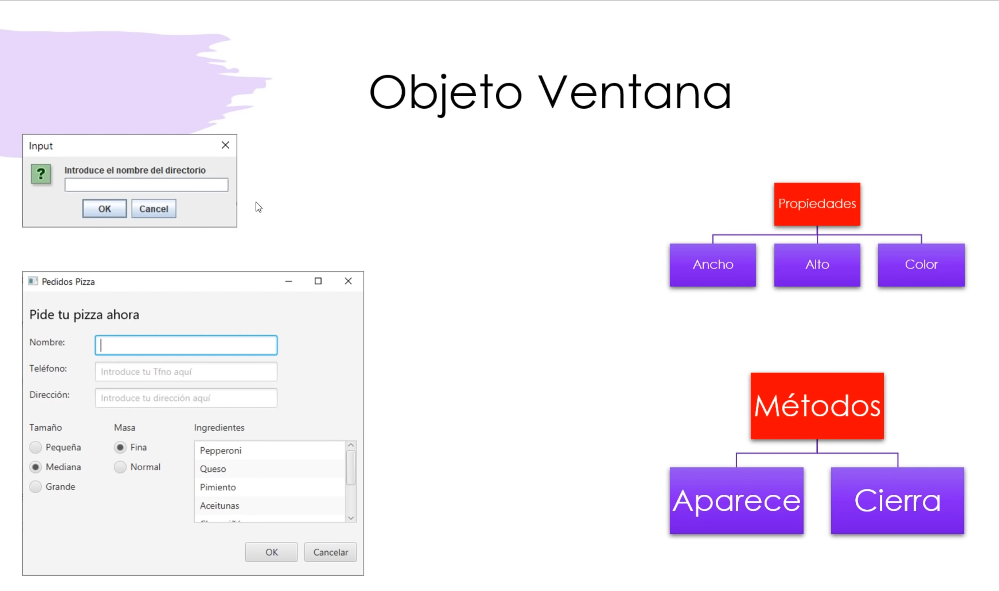 Objeto Ventana
Input
?
Introduce el nombre del directorio
OK Cancel
Pedidos Pizza
Pide tu pizza ahora
Nombre:
Teléfono: Introduce tu Tfno aquí
Dirección: Introduce tu dirección aquí
Tamaño Masa Ingredientes
Pequeña Fina Pepperoni
Mediana Normal Queso
Grande Pimiento
Aceitunas
OK Cancelar
Propiedades
Ancho Alto Color
Métodos
Aparece Cierra